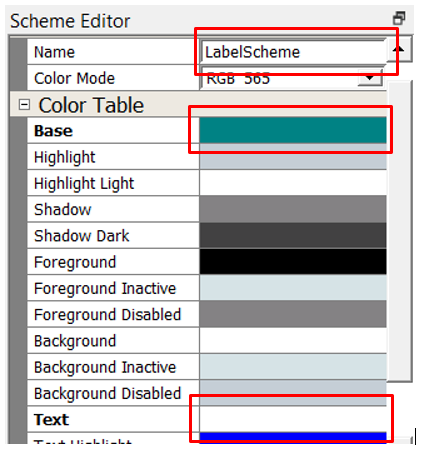 Scheme Editor
Name LabelScheme
Color Mode RGB 565
Color Table
Base
Highlight
Highlight Light
Shadow
Shadow Dark
Foreground
Foreground Inactive
Foreground Disabled
Background
Background Inactive
Background Disabled
Text
Text Highlight